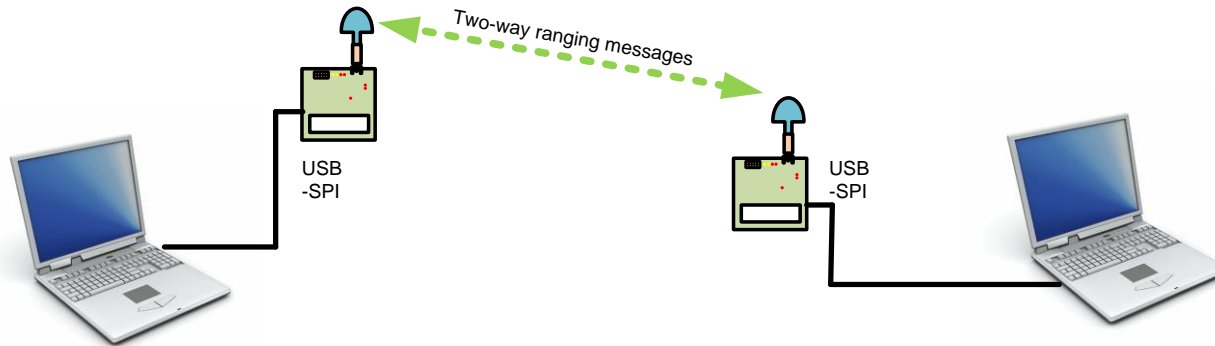 Two-way ranging messages
USB
-SPI
USB
-SPI